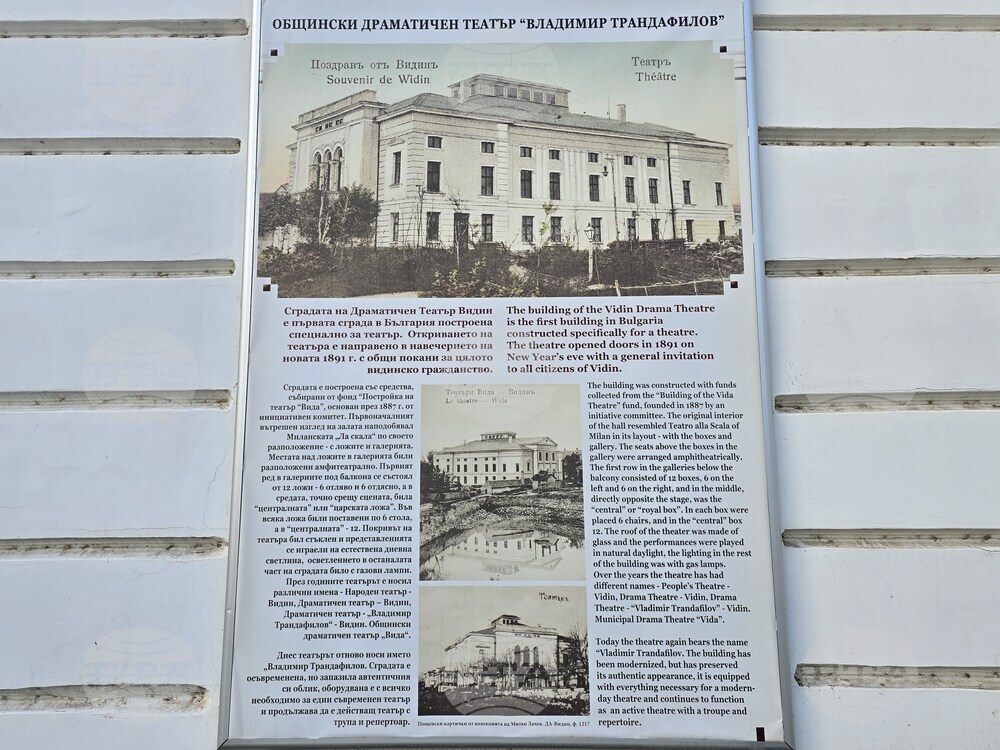 ОБЩИНСКИ ДРАМАТИЧЕН ТЕАТЪР “ВЛАДИМИР ТРАНДАФИЛОВ”
Поздравъ отъ Видинъ
Souvenir de Widin
Театръ
Théâtre
Сградата на Драматичен Театър Видин
е първата сграда в България построена
специално за театър. Откриването на
театъра е направено в навечерието на
новата 1891 г. с общи покани за цялото
видинско гражданство.
The building of the Vidin Drama Theatre
is the first building in Bulgaria
constructed specifically for a theatre.
The theatre opened doors in 1891 on
New Year’s eve with a general invitation
to all citizens of Vidin.
Сградата е построена със средства,
събирани от фонд “Постройка на
театър “Вида”, основан през 1887 г. от
инициативен комитет. Първоначалният
вътрешен изглед на залата наподобявал
Миланската „Ла скала“ по своето
разположение - с ложите и галерията.
Местата над ложите в галерията били
разположени амфитеатрално. Първият
ред в галерните под балкона се състоял
от 12 ложи - 6 отляво и 6 отдясно, а в
средата, точно срещу сцената, била
“централната” или “царската ложа”. Във
всяка ложа били поставени по 6 стола,
а в “централната” - 12. Покривът на
театъра бил стъклен и представленията
се играели на естествена дневна
светлина, осветлението в останалата
част на сградата било с газови лампи.
През годините театърът е носил
различни имена - Народен театър -
Видин, Драматичен театър – Видин,
Драматичен театър - „Владимир
Трандафилов“ - Видин. Общински
драматичен театър „Вида“.
Днес театърът отново носи името
„Владимир Трандафилов. Сградата е
осъвременена, но запазила автентичния
си облик, оборудвана е с всичко
необходимо за един съвременен театър
и продължава да е действащ театър с
трупа и репертоар.
Театъри Вида — Видинъ.
Театъръ
Пощенски картички от колекцията на Митко Лачев. ДА-Видин, ф. 1217
The building was constructed with funds
collected from the “Building of the Vida
Theatre” fund, founded in 1887 by an
initiative committee. The original interior
of the hall resembled Teatro alla Scala of
Milan in its layout - with the boxes and
gallery. The seats above the boxes in the
gallery were arranged amphitheatrically.
The first row in the galleries below the
balcony consisted of 12 boxes, 6 on the
left and 6 on the right, and in the middle,
directly opposite the stage, was the
“central” or “royal box”. In each box were
placed 6 chairs, and in the “central” box
12. The roof of the theater was made of
glass and the performances were played
in natural daylight, the lighting in the rest
of the building was with gas lamps.
Over the years the theatre has had
different names - People’s Theatre -
Vidin, Drama Theatre - Vidin, Drama
Theatre - “Vladimir Trandafilov” - Vidin.
Municipal Drama Theatre “Vida”.
Today the theatre again bears the name
“Vladimir Trandafilov. The building has
been modernized, but has preserved
its authentic appearance, it is equipped
with everything necessary for a modern-
day theatre and continues to function
as an active theatre with a troupe and
repertoire.